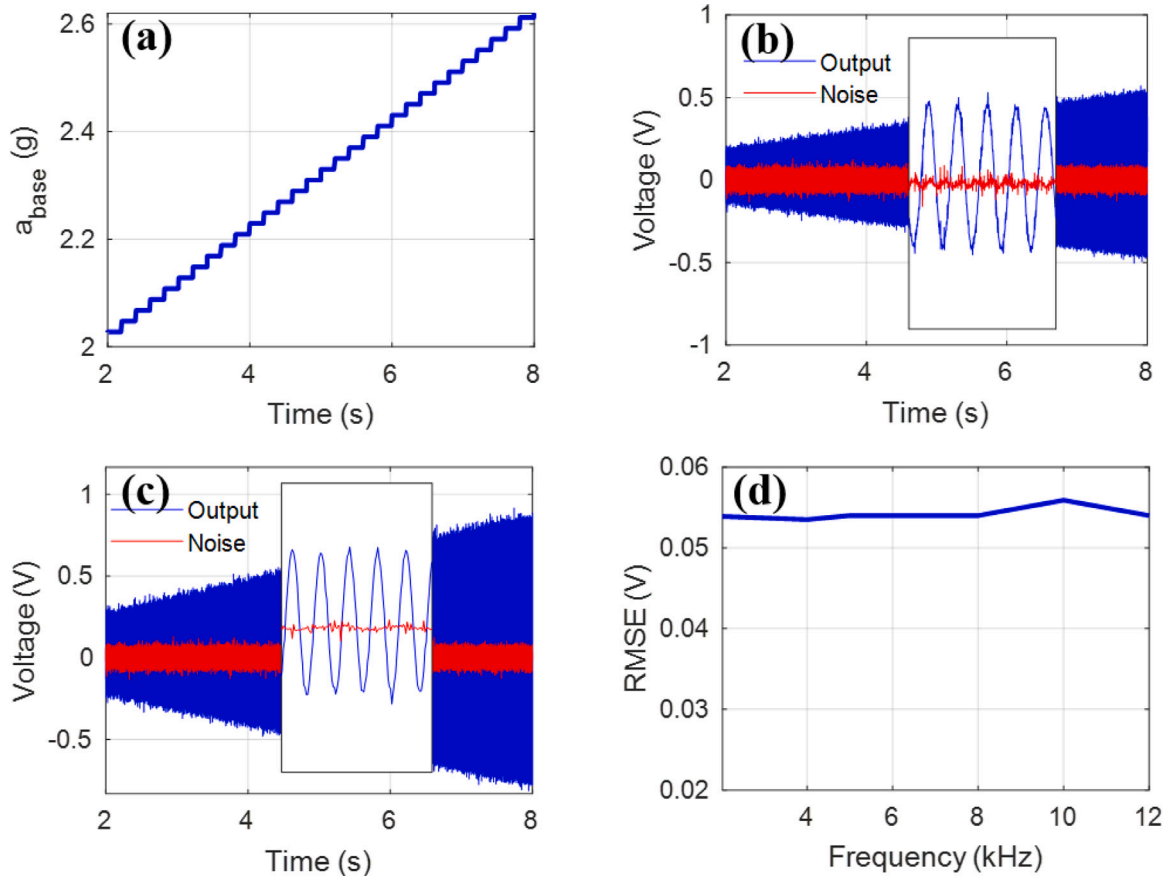 (a)
2.6
2.4
2.2
2
a_base (g)
2
4
6
8
Time (s)
(b)
Output
Noise
1
0.5
0
-0.5
-1
Voltage (V)
2
4
6
8
Time (s)
(c)
Output
Noise
1
0.5
0
-0.5
Voltage (V)
2
4
6
8
Time (s)
(d)
0.06
0.05
0.04
0.03
0.02
RMSE (V)
4
6
8
10
12
Frequency (kHz)